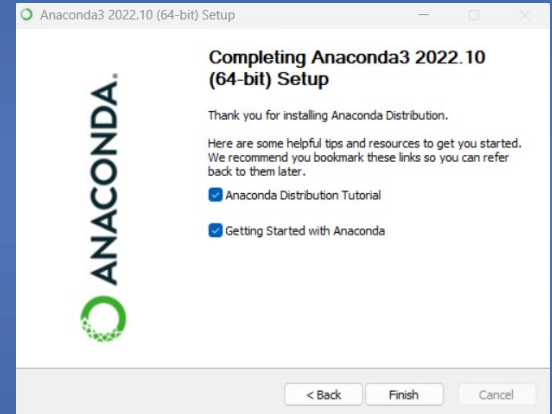 Anaconda3 2022.10 (64-bit) Setup
ANACONDA.
Completing Anaconda3 2022.10
(64-bit) Setup
Thank you for installing Anaconda Distribution.
Here are some helpful tips and resources to get you started.
We recommend you bookmark these links so you can refer
back to them later.
Anaconda Distribution Tutorial
Getting Started with Anaconda
< Back
Finish
Cancel